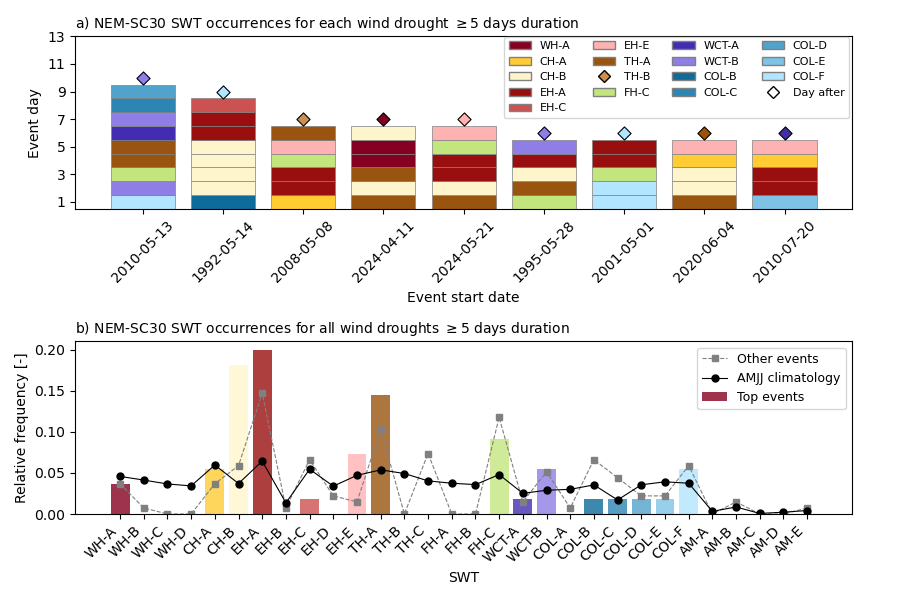 a) NEM-SC30 SWT occurrences for each wind drought ≥5 days duration
Event day
13
11
9
7
5
3
1
WH-A
CH-A
CH-B
EH-A
EH-C
EH-E
TH-A
TH-B
FH-C
WCT-A
WCT-B
COL-B
COL-C
COL-D
COL-E
COL-F
Day after
2010-05-13
1992-05-14
2008-05-08
2024-04-11
2024-05-21
1995-05-28
2001-05-01
2020-06-04
2010-07-20
Event start date
b) NEM-SC30 SWT occurrences for all wind droughts ≥5 days duration
Relative frequency [-]
0.20
0.15
0.10
0.05
0.00
Other events
AMJJ climatology
Top events
WH-A
WH-B
WH-C
WH-D
CH-A
CH-B
EH-A
EH-B
EH-C
EH-D
EH-E
TH-A
TH-B
TH-C
FH-A
FH-B
FH-C
WCT-A
WCT-B
COL-A
COL-B
COL-C
COL-D
COL-E
COL-F
AM-A
AM-B
AM-C
AM-D
AM-E
SWT